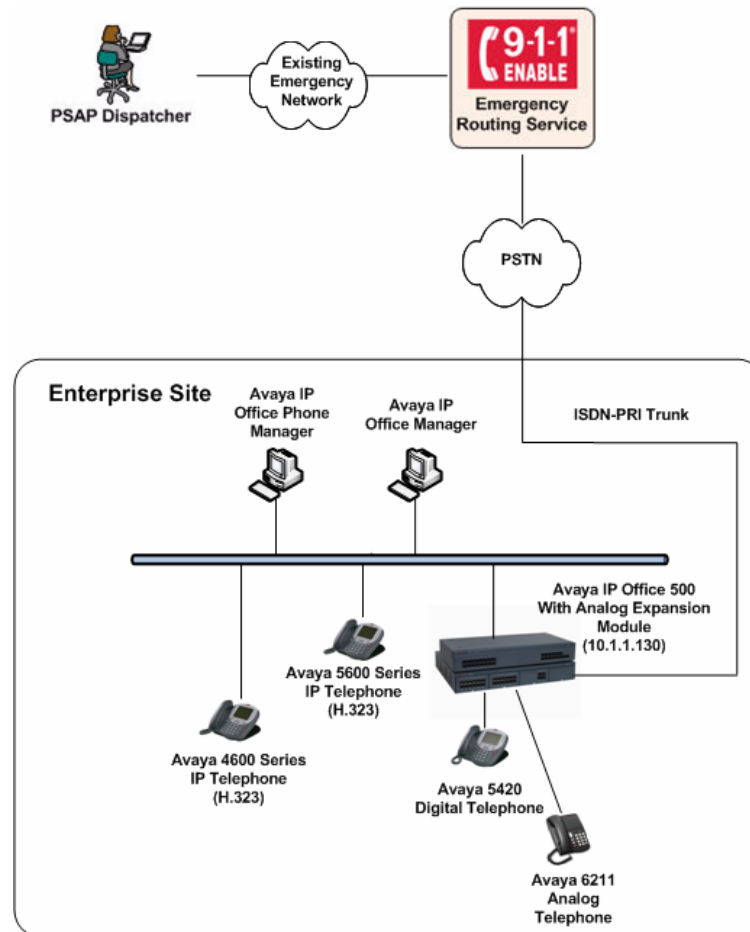 Existing
Emergency
Network
PSAP Dispatcher
9-1-1®
ENABLE
Emergency
Routing Service
PSTN
Enterprise Site
Avaya IP
Office Phone
Manager
Avaya IP
Office Manager
ISDN-PRI Trunk
Avaya IP Office 500
With Analog Expansion
Module
(10.1.1.130)
Avaya 5600 Series
IP Telephone
(H.323)
Avaya 4600 Series
IP Telephone
(H.323)
Avaya 5420
Digital Telephone
Avaya 6211
Analog
Telephone